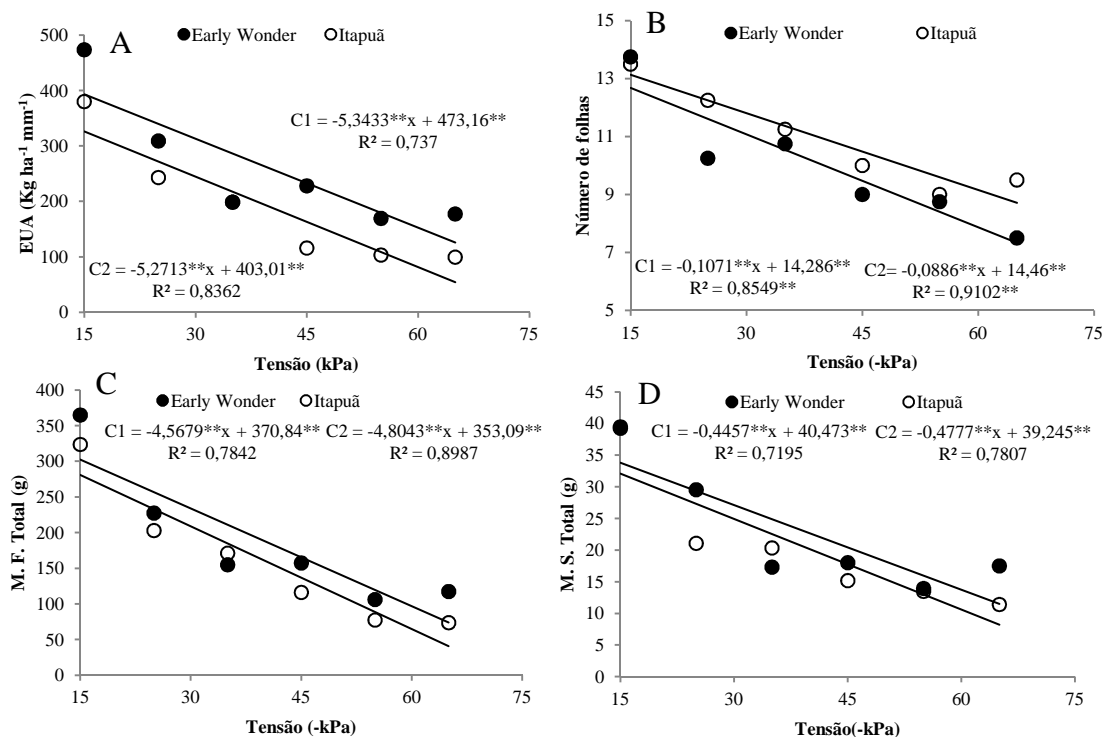 A
Early Wonder Itapuã
500
400
300
200
100
0
EUA (Kg ha⁻¹ mm⁻¹)
C1 = -5,3433**x + 473,16**
R² = 0,737
C2 = -5,2713**x + 403,01**
R² = 0,8362
15 30 45 60 75
Tensão (kPa)
B
Early Wonder Itapuã
15
13
11
9
7
5
Número de folhas
C1 = -0,1071**x + 14,286** C2= -0,0886**x + 14,46**
R² = 0,8549** R² = 0,9102**
15 30 45 60 75
Tensão (-kPa)
C
Early Wonder Itapuã
C1 = -4,5679**x + 370,84** C2 = -4,8043**x + 353,09**
R² = 0,7842 R² = 0,8987
400
350
300
250
200
150
100
50
0
M. F. Total (g)
15 30 45 60 75
Tensão (-kPa)
D
Early Wonder Itapuã
C1 = -0,4457**x + 40,473** C2 = -0,4777**x + 39,245**
R² = 0,7195 R² = 0,7807
45
40
35
30
25
20
15
10
5
0
M. S. Total (g)
15 30 45 60 75
Tensão(-kPa)